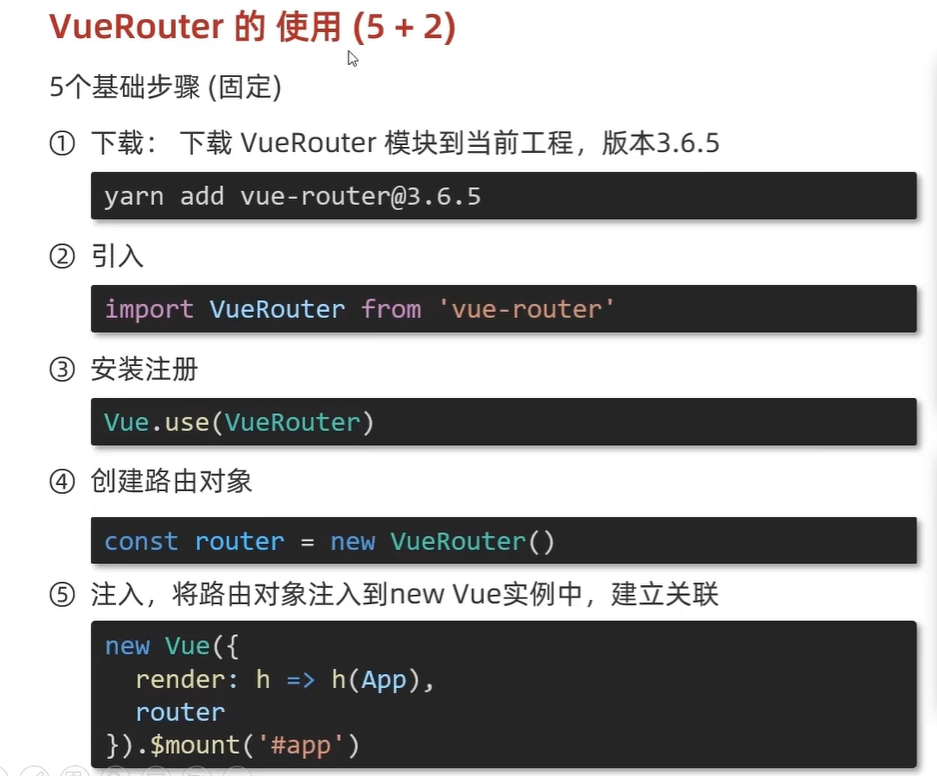 VueRouter 的 使用 (5 + 2)
5个基础步骤 (固定)
① 下载： 下载 VueRouter 模块到当前工程，版本3.6.5
yarn add vue-router@3.6.5
② 引入
import VueRouter from 'vue-router'
③ 安装注册
Vue.use(VueRouter)
④ 创建路由对象
const router = new VueRouter()
⑤ 注入，将路由对象注入到new Vue实例中，建立关联
new Vue({
  render: h => h(App),
  router
}).$mount('#app')